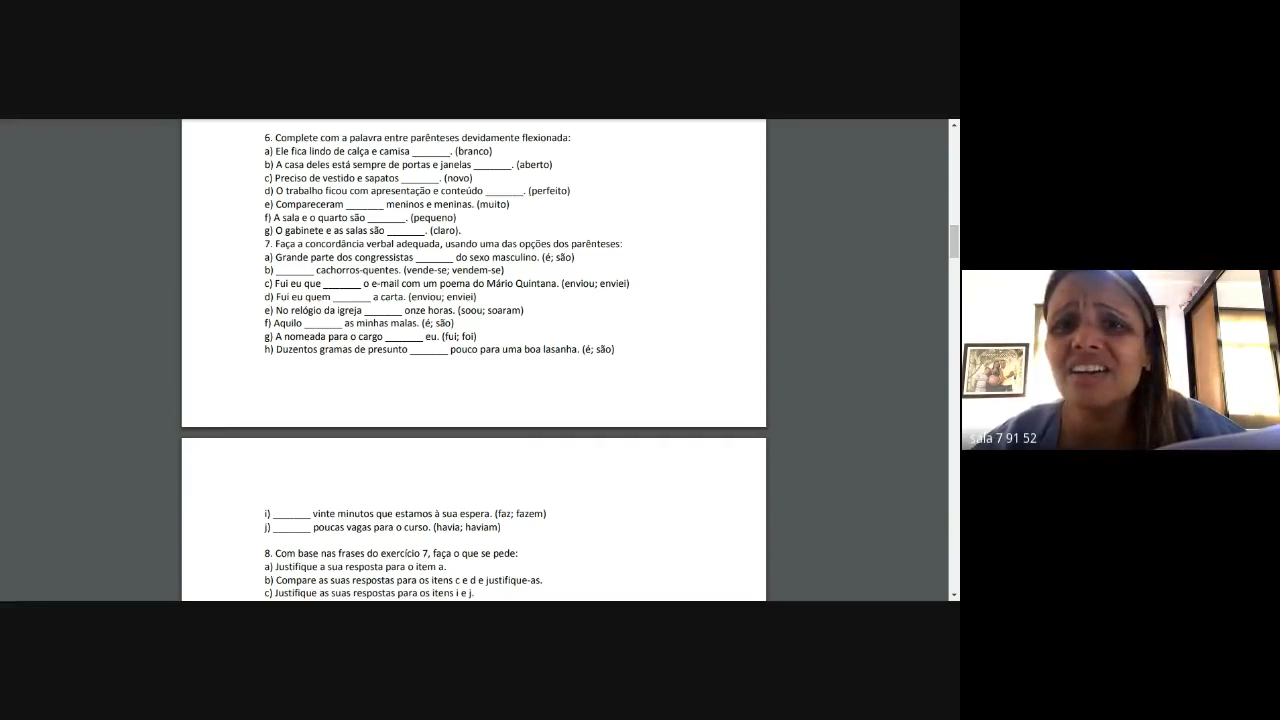 6. Complete com a palavra entre parênteses devidamente flexionada:
a) Ele fica lindo de calça e camisa _______. (branco)
b) A casa deles está sempre de portas e janelas _______. (aberto)
c) Preciso de vestido e sapatos _______. (novo)
d) O trabalho ficou com apresentação e conteúdo _______. (perfeito)
e) Compareceram _______ meninos e meninas. (muito)
f) A sala e o quarto são _______. (pequeno)
g) O gabinete e as salas são _______. (claro).
7. Faça a concordância verbal adequada, usando uma das opções dos parênteses:
a) Grande parte dos congressistas _______ do sexo masculino. (é; são)
b) _______ cachorros-quentes. (vende-se; vendem-se)
c) Fui eu que _______ o e-mail com um poema do Mário Quintana. (enviou; enviei)
d) Fui eu quem _______ a carta. (enviou; enviei)
e) No relógio da igreja _______ onze horas. (soou; soaram)
f) Aquilo _______ as minhas malas. (é; são)
g) A nomeada para o cargo _______ eu. (fui; foi)
h) Duzentos gramas de presunto _______ pouco para uma boa lasanha. (é; são)
i) _______ vinte minutos que estamos à sua espera. (faz; fazem)
j) _______ poucas vagas para o curso. (havia; haviam)
8. Com base nas frases do exercício 7, faça o que se pede:
a) Justifique a sua resposta para o item a.
b) Compare as suas respostas para os itens c e d e justifique-as.
c) Justifique as suas respostas para os itens i e j.
sala 7 91 52